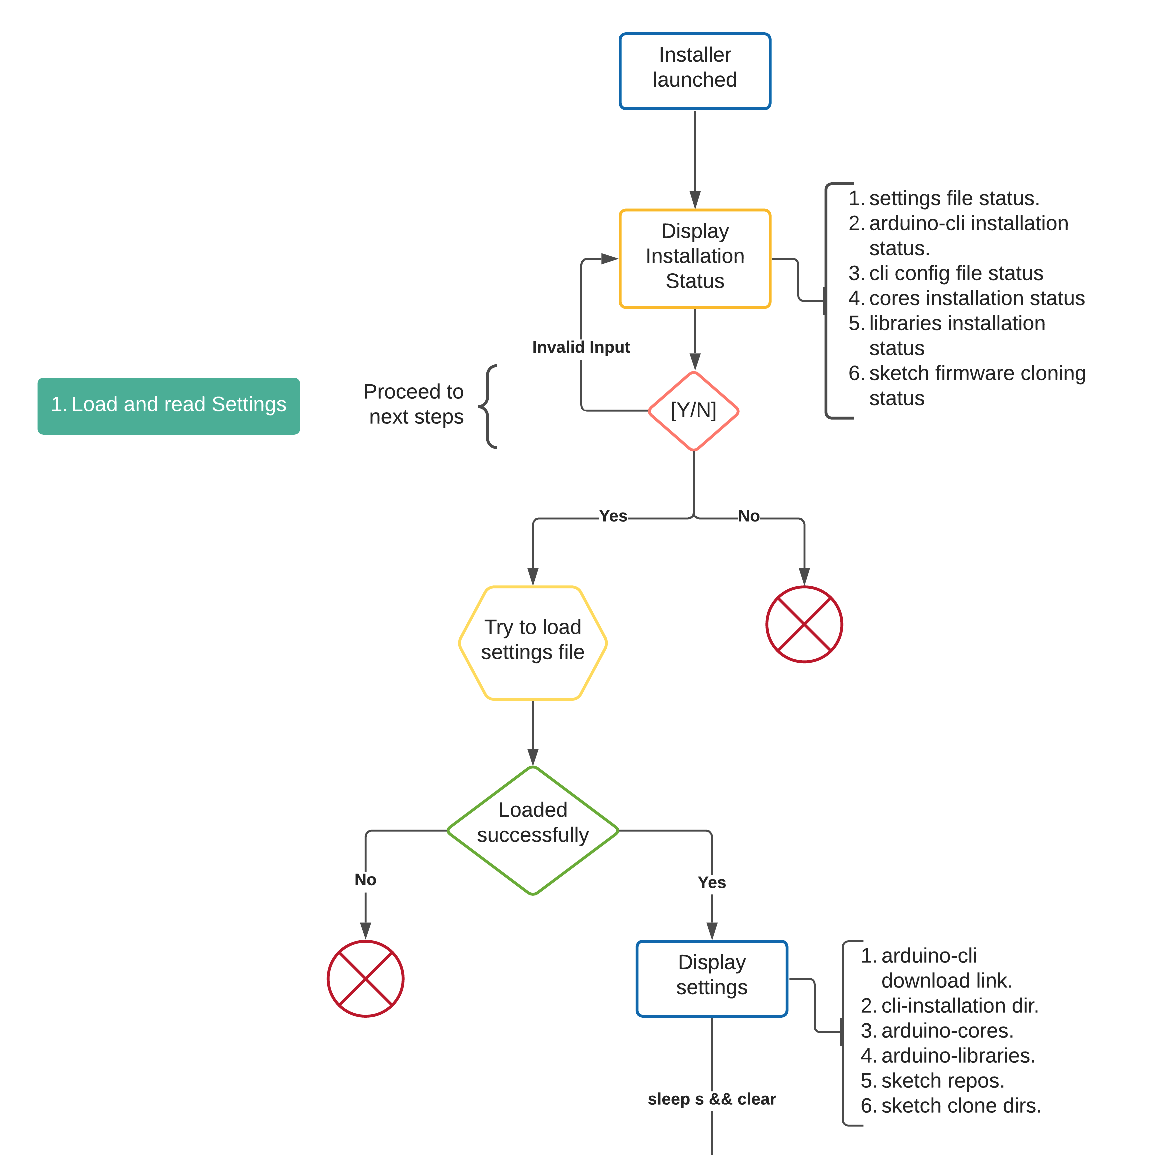 Installer
launched
Display
Installation
Status
1. settings file status.
2. arduino-cli installation
status.
3. cli config file status
4. cores installation status
5. libraries installation
status
6. sketch firmware cloning
status
Invalid Input
1. Load and read Settings
Proceed to
next steps
[Y/N]
Yes
No
Try to load
settings file
Loaded
successfully
No
Yes
Display
settings
1. arduino-cli
download link.
2. cli-installation dir.
3. arduino-cores.
4. arduino-libraries.
5. sketch repos.
6. sketch clone dirs.
sleep s && clear